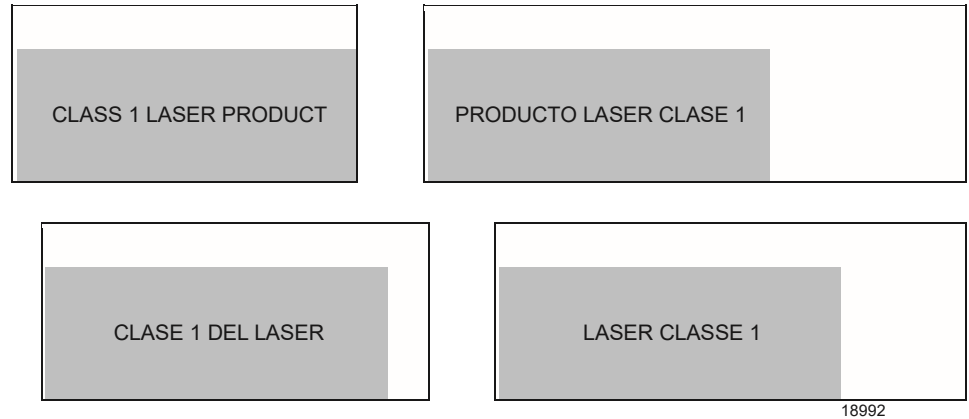 CLASS 1 LASER PRODUCT
PRODUCTO LASER CLASE 1
CLASE 1 DEL LASER
LASER CLASSE 1
18992